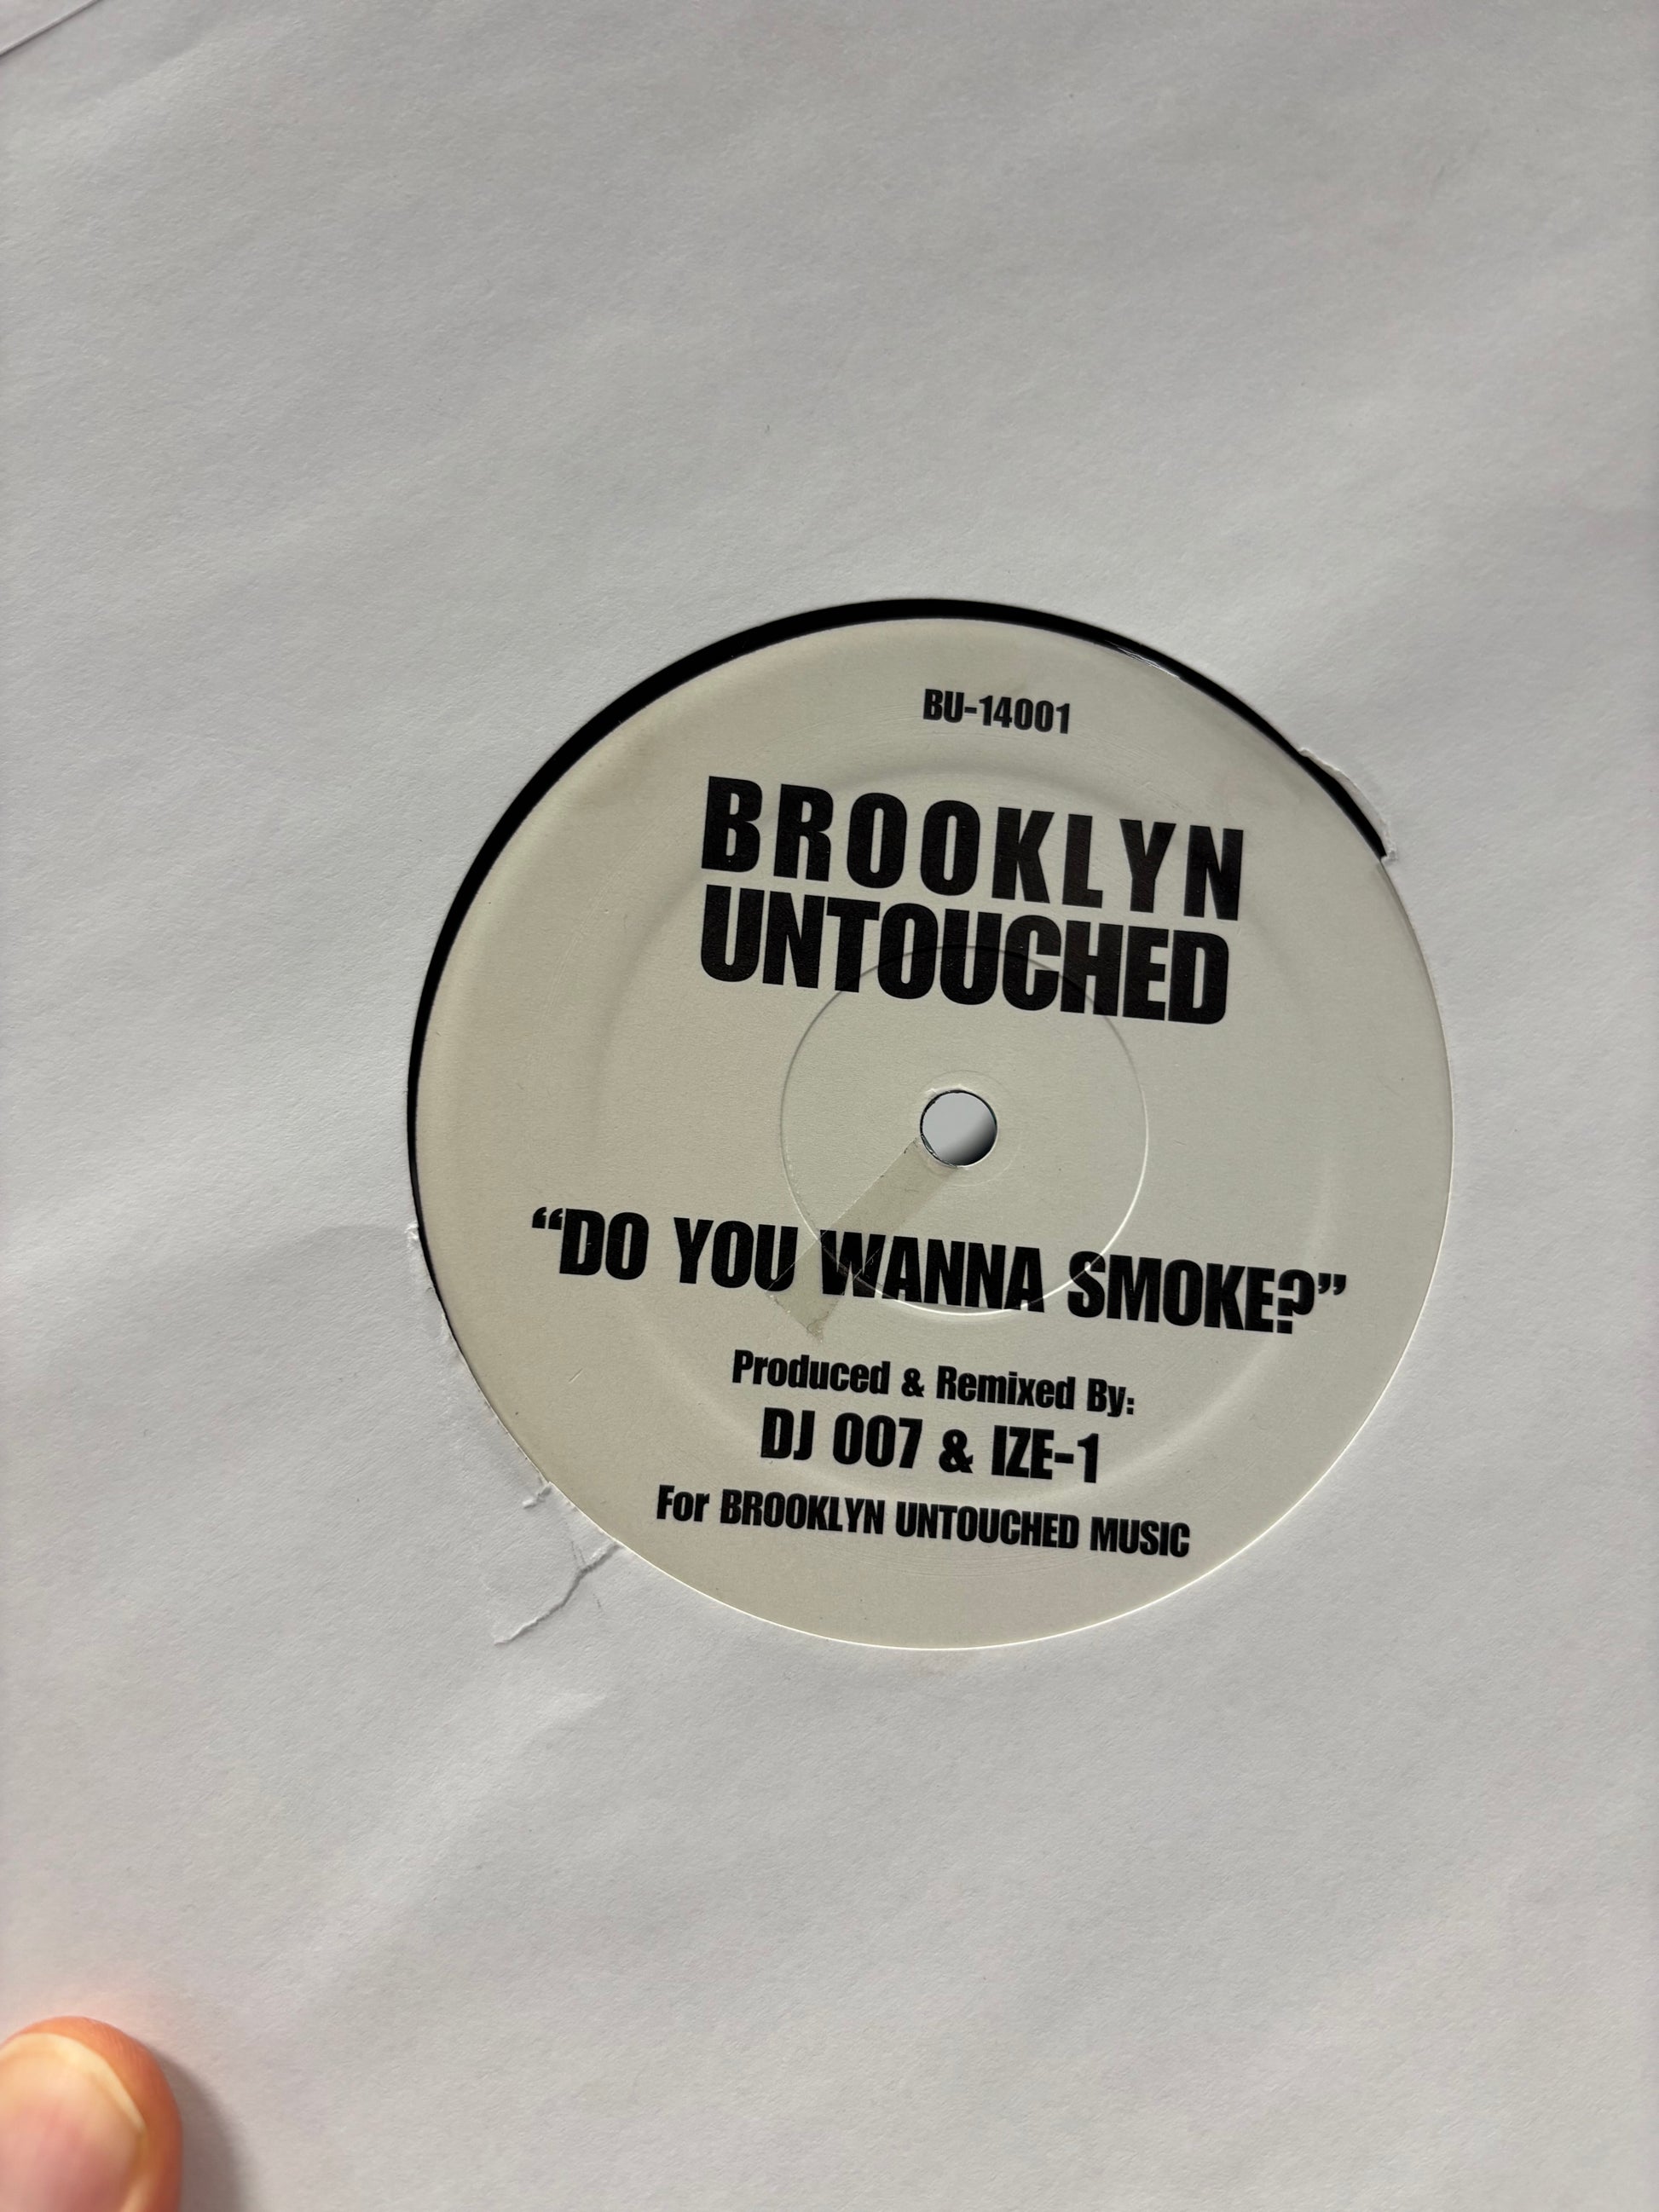 BU-14001
BROOKLYN
UNTOUCHED
“DO YOU WANNA SMOKE?”
Produced & Remixed By:
DJ 007 & IZE-1
For BROOKLYN UNTOUCHED MUSIC